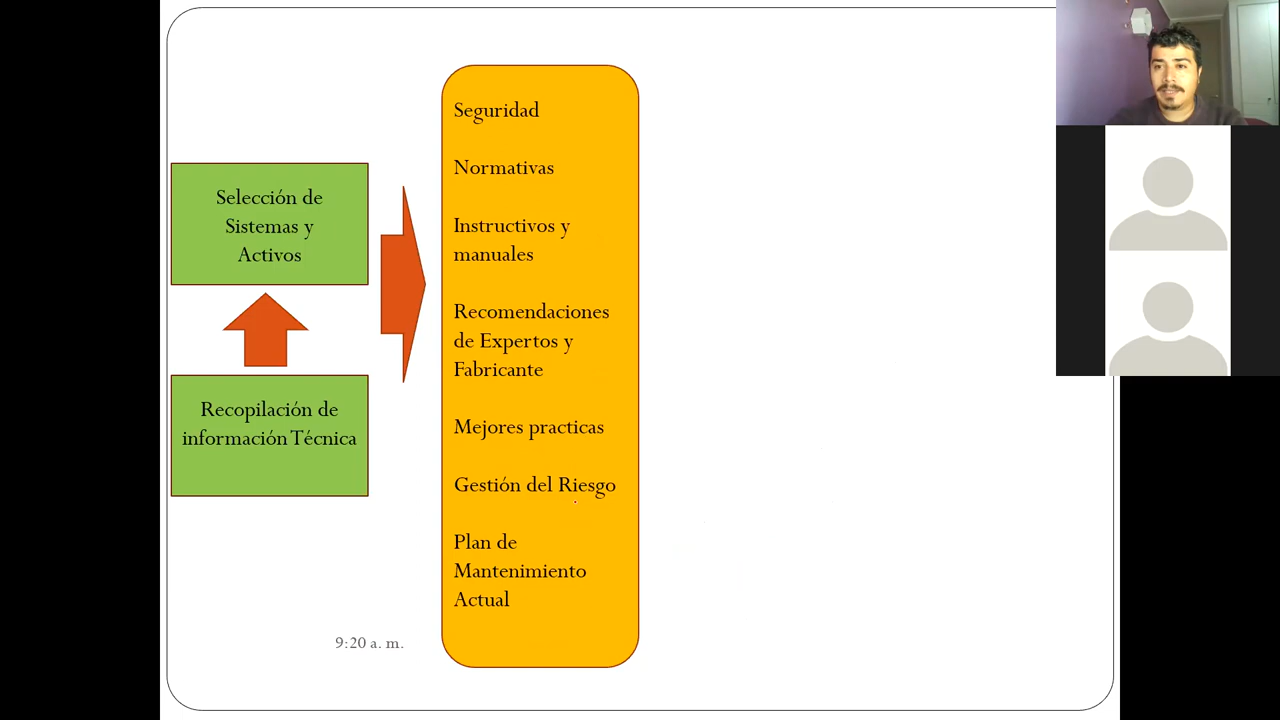 Selección de
Sistemas y
Activos
Recopilación de
información Técnica
Seguridad
Normativas
Instructivos y
manuales
Recomendaciones
de Expertos y
Fabricante
Mejores practicas
Gestión del Riesgo
Plan de
Mantenimiento
Actual
9:20 a. m.